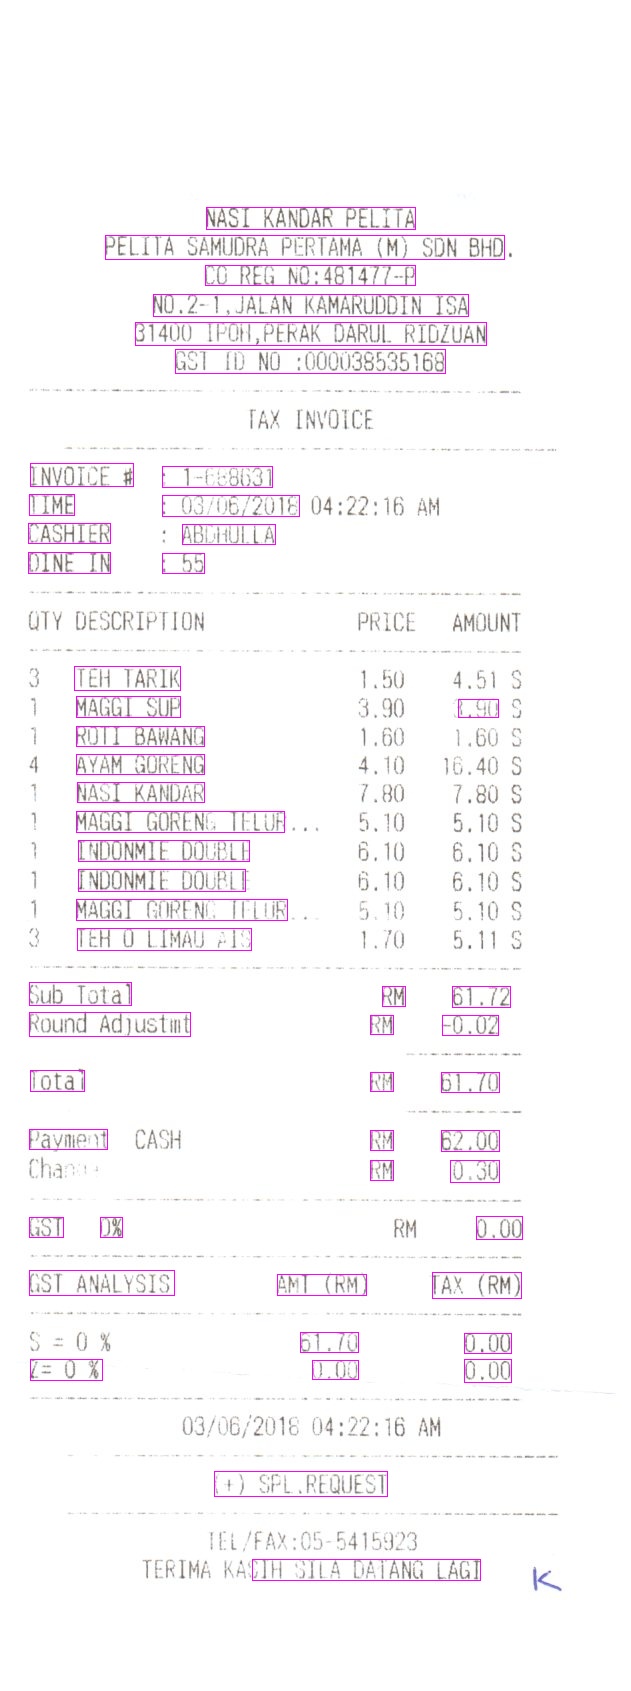 NASI KANDAR PELITA
PELITA SAMUDRA PERTAMA (M) SDN BHD.
CO REG NO:481477-P
NO.2-1,JALAN KAMARUDDIN ISA
31400 IPOH,PERAK DARUL RIDZUAN
GST ID NO :000038535168
TAX INVOICE
INVOICE # : 1-668631
TIME : 03/06/2018 04:22:16 AM
CASHIER : ABDHULLA
DINE IN : 55
QTY DESCRIPTION PRICE AMOUNT
3 TEH TARIK 1.50 4.51 S
1 MAGGI SUP 3.90 3.90 S
1 ROTI BAWANG 1.60 1.60 S
4 AYAM GORENG 4.10 16.40 S
1 NASI KANDAR 7.80 7.80 S
1 MAGGI GORENG TELUR... 5.10 5.10 S
1 INDONMIE DOUBLE 6.10 6.10 S
1 INDONMIE DOUBLE 6.10 6.10 S
1 MAGGI GORENG TELUR... 5.10 5.10 S
3 TEH O LIMAU AIS 1.70 5.11 S
Sub Total RM 61.72
Round Adjustmt RM -0.02
Total RM 61.70
Payment CASH RM 62.00
Change RM 0.30
GST 0% RM 0.00
GST ANALYSIS AMT (RM) TAX (RM)
S = 0 % 61.70 0.00
Z= 0 % 0.00 0.00
03/06/2018 04:22:16 AM
(+) SPL.REQUEST
TEL/FAX:05-5415923
TERIMA KASIH SILA DATANG LAGI
K